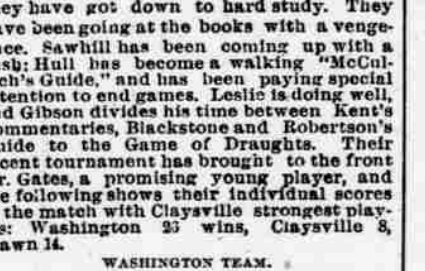 ey have got down to hard study. They
ave been going at the books with a venge-
nce. Sawhill has been coming up with a
sh: Hull has become a walking "McCul-
ch's Guide," and has been paying special
tention to end games. Leslie is doing well,
d Gibson divides his time between Kent's
ommentaries, Blackstone and Robertson's
uide to the Game of Draughts. Their
cent tournament has brought to the front
r. Gates, a promising young player, and
e following shows their individual scores
the match with Claysville strongest play-
s: Washington 23 wins, Claysville 8,
awn 14.
WASHINGTON TEAM.